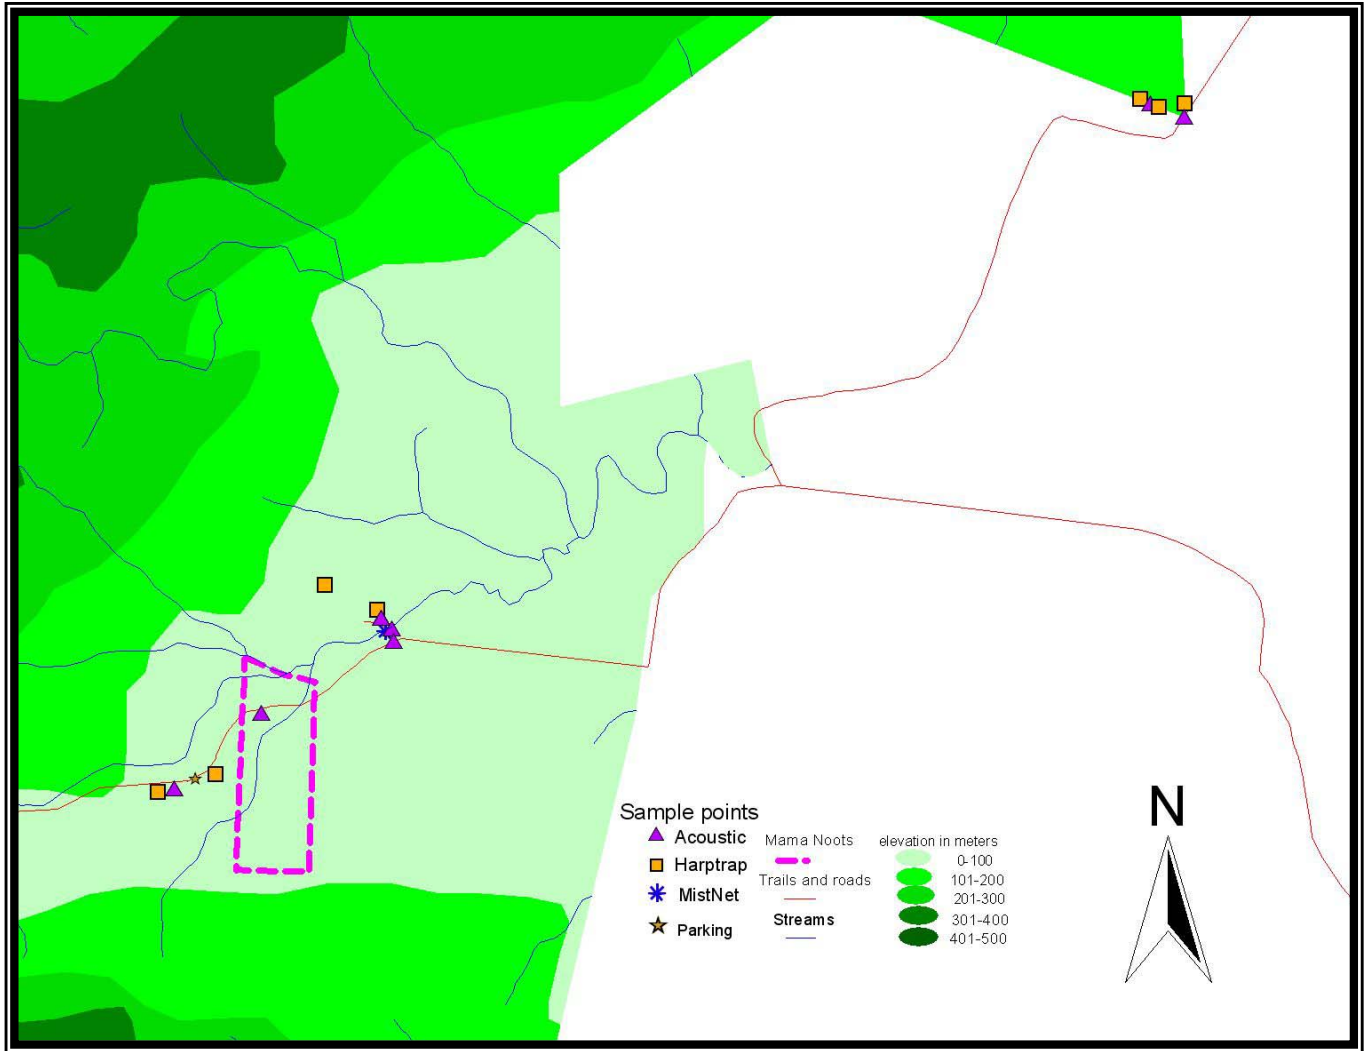 N
Sample points
Acoustic
Harptrap
MistNet
Parking
Mama Noots
Trails and roads
Streams
elevation in meters
0-100
101-200
201-300
301-400
401-500